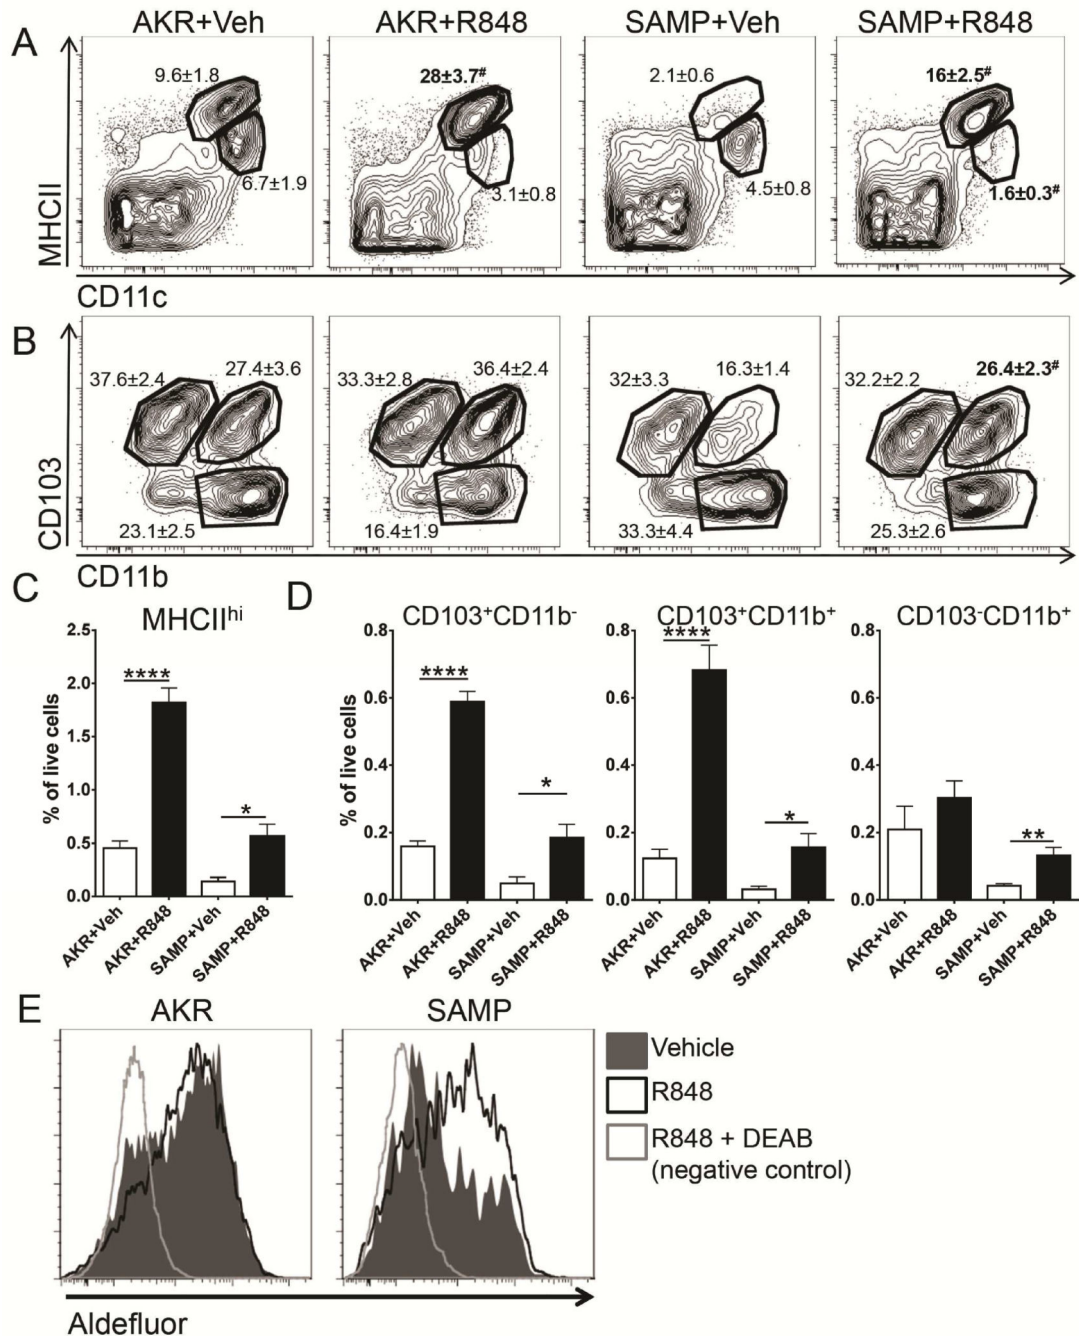 A
AKR+Veh
AKR+R848
SAMP+Veh
SAMP+R848
MHCII
9.6±1.8
28±3.7#
2.1±0.6
16±2.5#
6.7±1.9
3.1±0.8
4.5±0.8
1.6±0.3#
CD11c
B
CD103
37.6±2.4
27.4±3.6
33.3±2.8
36.4±2.4
32±3.3
16.3±1.4
32.2±2.2
26.4±2.3#
23.1±2.5
16.4±1.9
33.3±4.4
25.3±2.6
CD11b
C
MHCIIhi
% of live cells
2.5
2.0
1.5
1.0
0.5
0.0
****
*
AKR+Veh
AKR+R848
SAMP+Veh
SAMP+R848
D
CD103+CD11b-
% of live cells
0.8
0.6
0.4
0.2
0.0
****
*
AKR+Veh
AKR+R848
SAMP+Veh
SAMP+R848
CD103+CD11b+
0.8
0.6
0.4
0.2
0.0
****
*
AKR+Veh
AKR+R848
SAMP+Veh
SAMP+R848
CD103-CD11b+
0.8
0.6
0.4
0.2
0.0
**
AKR+Veh
AKR+R848
SAMP+Veh
SAMP+R848
E
AKR
SAMP
Vehicle
R848
R848 + DEAB
(negative control)
Aldefluor